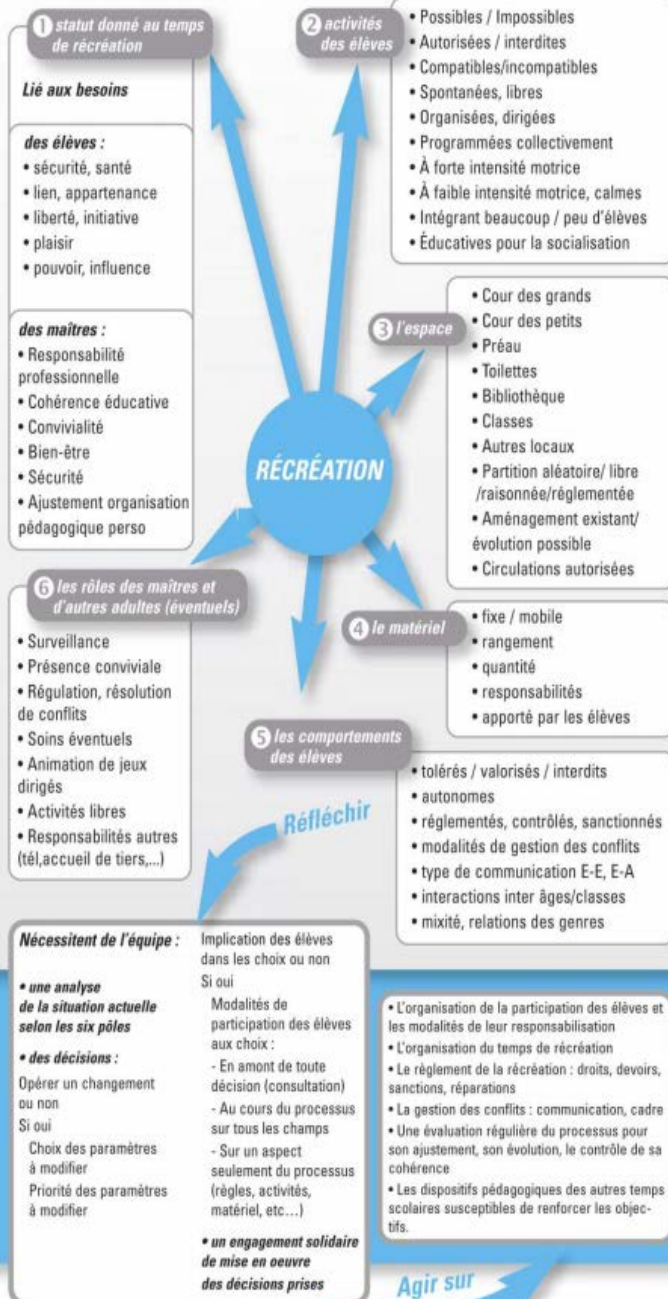 ❶ statut donné au temps
de récréation
Lié aux besoins
des élèves :
• sécurité, santé
• lien, appartenance
• liberté, initiative
• plaisir
• pouvoir, influence
des maîtres :
• Responsabilité
professionnelle
• Cohérence éducative
• Convivialité
• Bien-être
• Sécurité
• Ajustement organisation
pédagogique perso
❷ activités
des élèves
• Possibles / Impossibles
• Autorisées / interdites
• Compatibles/incompatibles
• Spontanées, libres
• Organisées, dirigées
• Programmées collectivement
• À forte intensité motrice
• À faible intensité motrice, calmes
• Intégrant beaucoup / peu d'élèves
• Éducatives pour la socialisation
❸ l'espace
• Cour des grands
• Cour des petits
• Préau
• Toilettes
• Bibliothèque
• Classes
• Autres locaux
• Partition aléatoire/ libre
/raisonnée/réglementée
• Aménagement existant/
évolution possible
• Circulations autorisées
RÉCRÉATION
❹ le matériel
• fixe / mobile
• rangement
• quantité
• responsabilités
• apporté par les élèves
❺ les comportements
des élèves
• tolérés / valorisés / interdits
• autonomes
• réglementés, contrôlés, sanctionnés
• modalités de gestion des conflits
• type de communication E-E, E-A
• interactions inter âges/classes
• mixité, relations des genres
❻ les rôles des maîtres et
d'autres adultes (éventuels)
• Surveillance
• Présence conviviale
• Régulation, résolution
de conflits
• Soins éventuels
• Animation de jeux
dirigés
• Activités libres
• Responsabilités autres
(tél,accueil de tiers,...)
Réfléchir
Nécessitent de l'équipe :
• une analyse
de la situation actuelle
selon les six pôles
• des décisions :
Opérer un changement
ou non
Si oui
Choix des paramètres
à modifier
Priorité des paramètres
à modifier
Implication des élèves
dans les choix ou non
Si oui
Modalités de
participation des élèves
aux choix :
- En amont de toute
décision (consultation)
- Au cours du processus
sur tous les champs
- Sur un aspect
seulement du processus
(règles, activités,
matériel, etc…)
• un engagement solidaire
de mise en oeuvre
des décisions prises
• L'organisation de la participation des élèves et
les modalités de leur responsabilisation
• L'organisation du temps de récréation
• Le règlement de la récréation : droits, devoirs,
sanctions, réparations
• La gestion des conflits : communication, cadre
• Une évaluation régulière du processus pour
son ajustement, son évolution, le contrôle de sa
cohérence
• Les dispositifs pédagogiques des autres temps
scolaires susceptibles de renforcer les objec-
tifs.
Agir sur